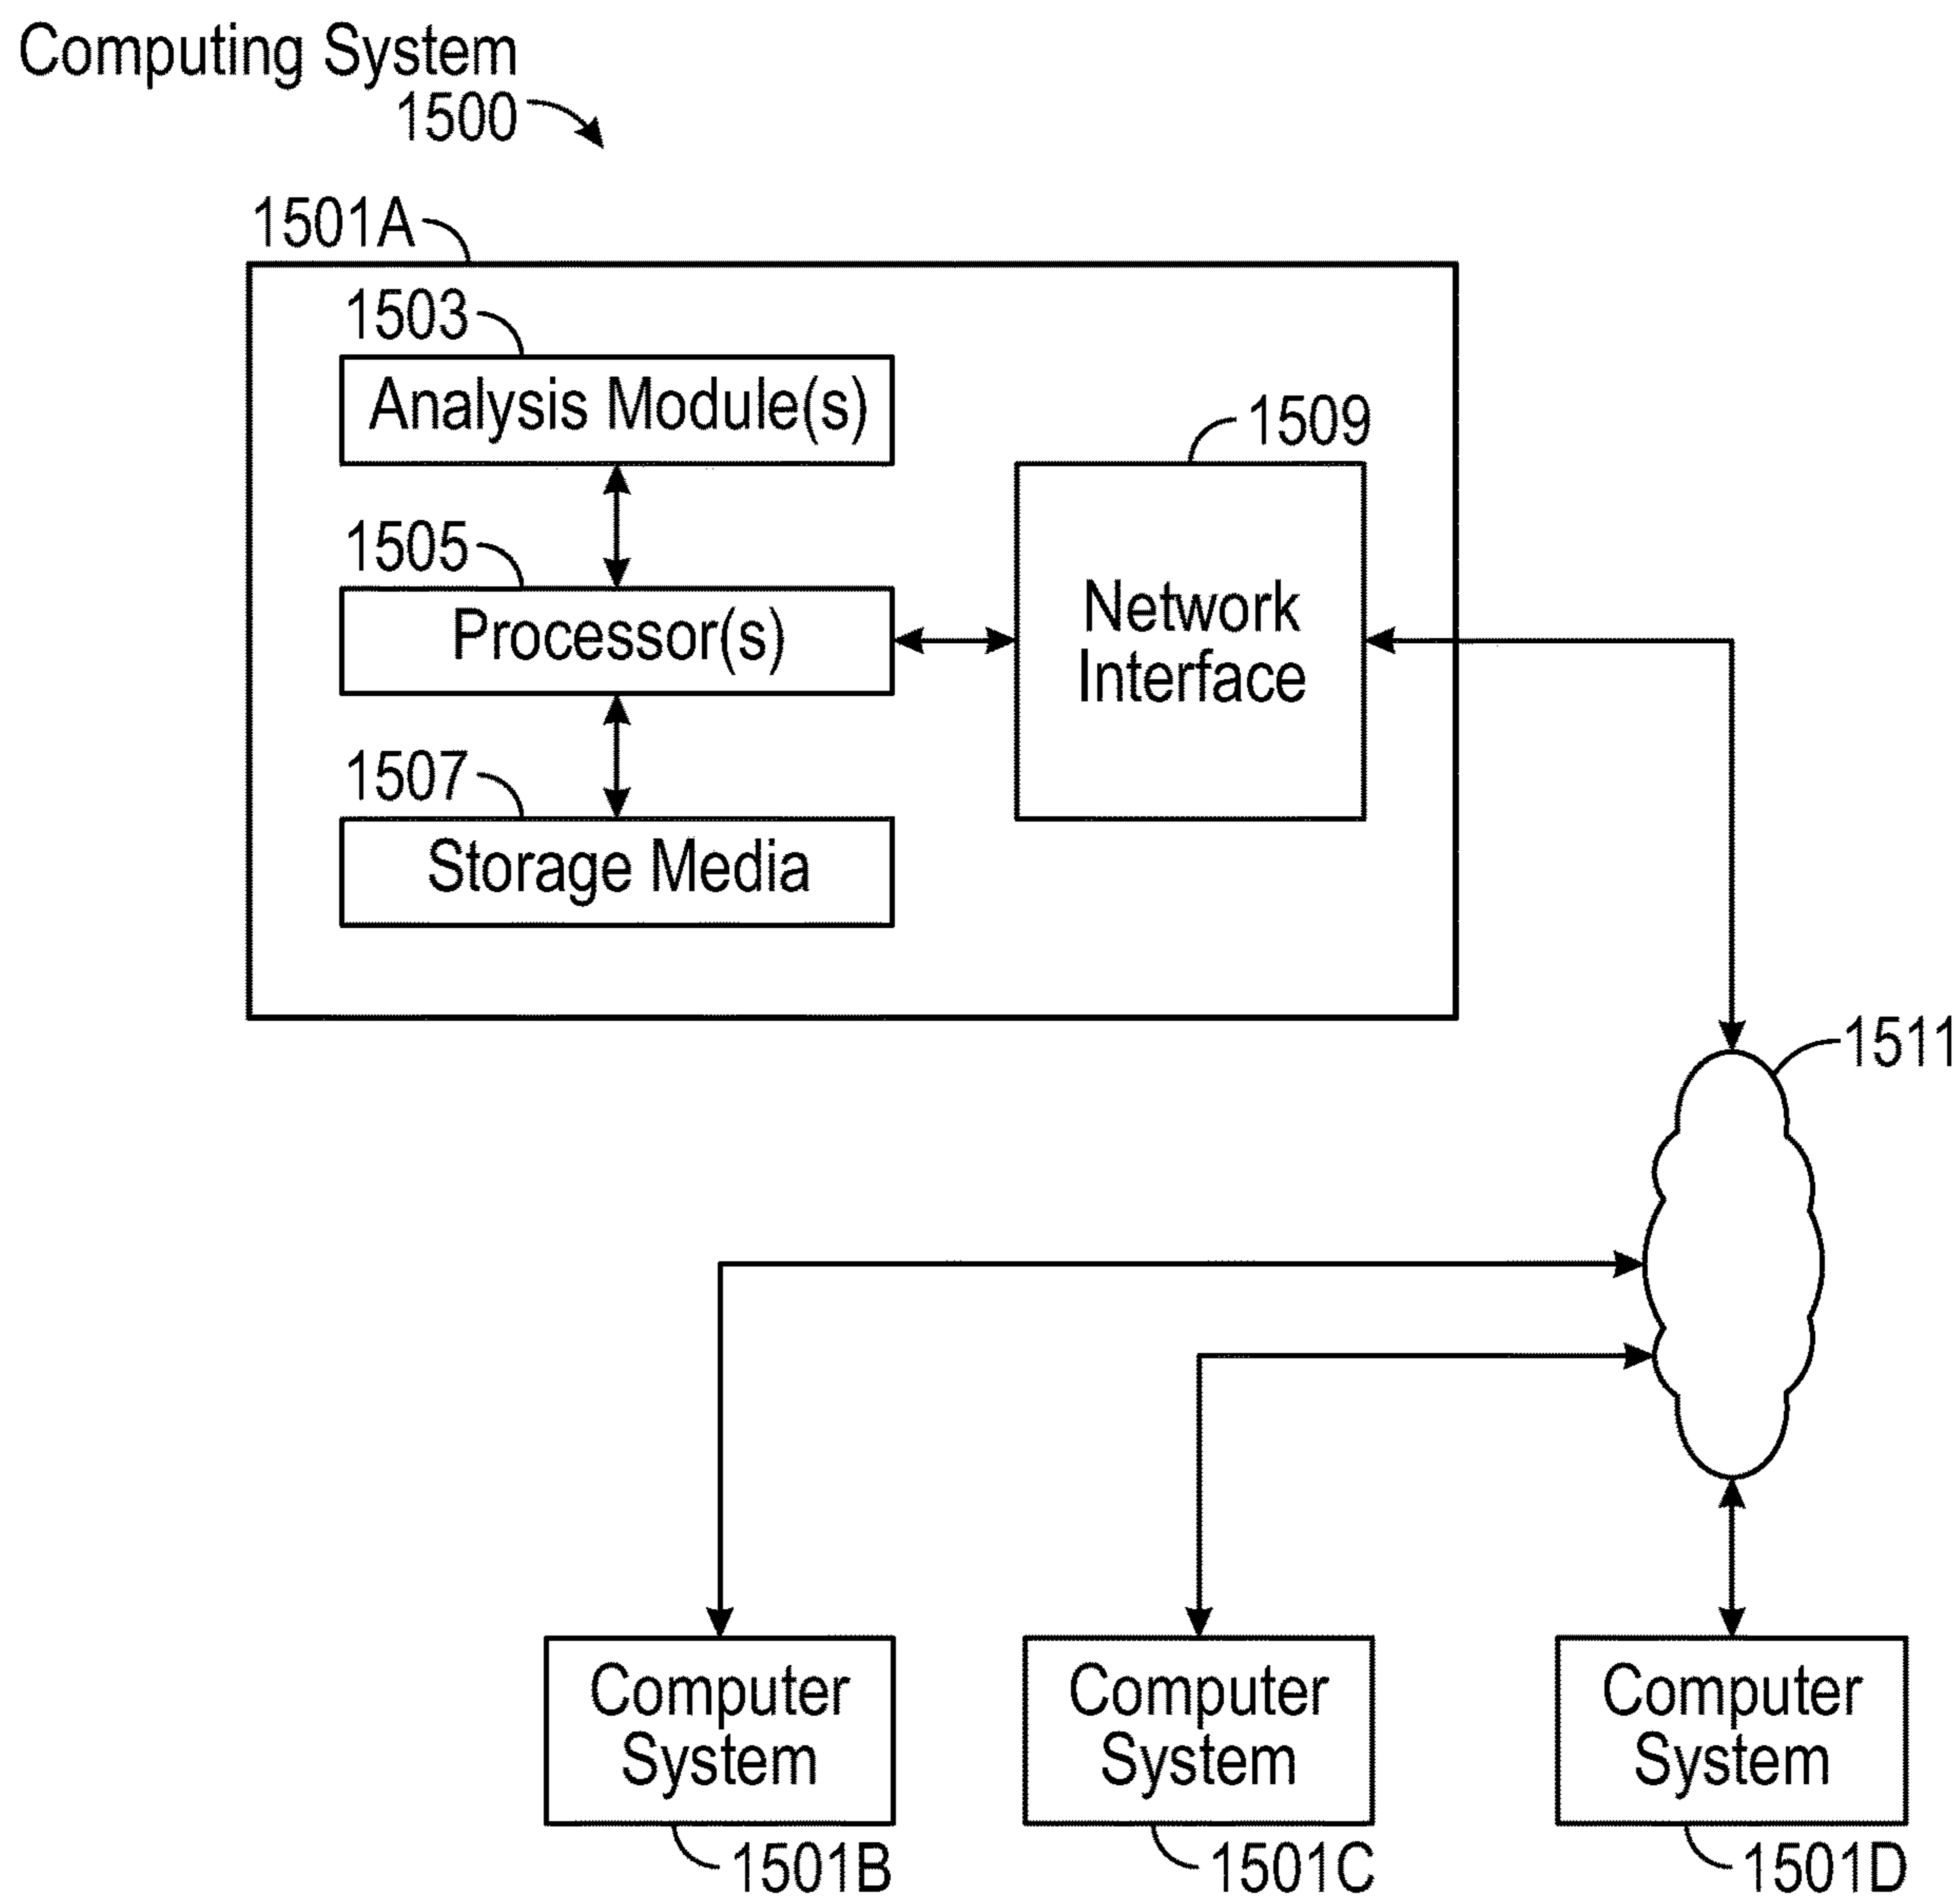 Computing System
1500
1501A
1503
Analysis Module(s)
1509
1505
Processor(s)
Network
Interface
1507
Storage Media
1511
Computer
System
1501B
Computer
System
1501C
Computer
System
1501D